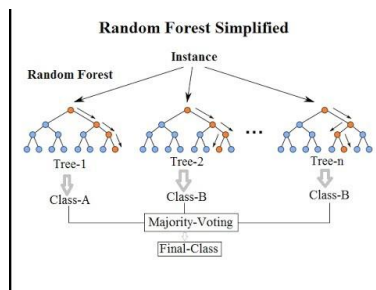 Random Forest Simplified
Instance
Random Forest
...
Tree-1 Tree-2 Tree-n
Class-A Class-B Class-B
Majority-Voting
Final-Class